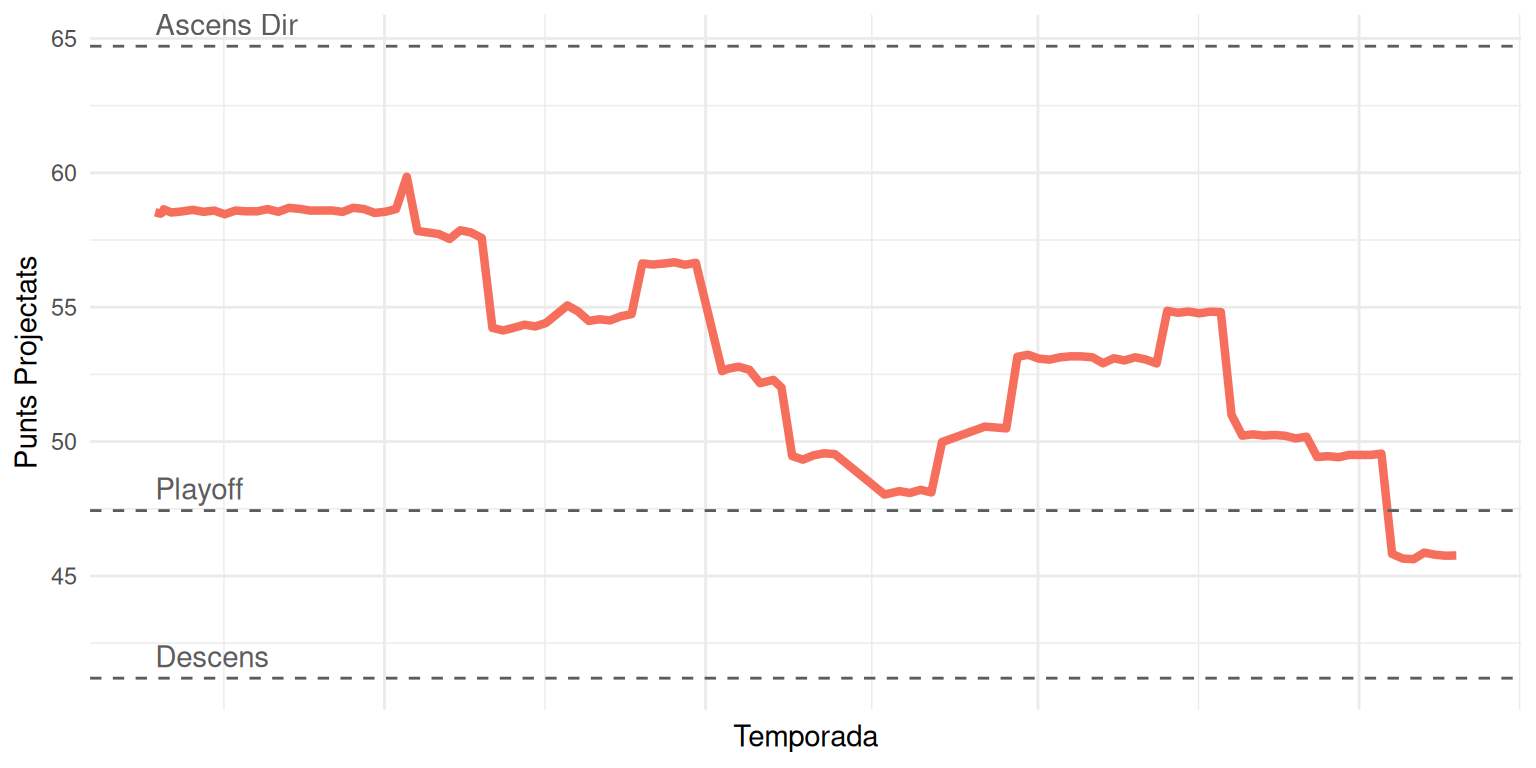 Ascens Dir
65
60
55
50
Playoff
45
Descens
Punts Projectats
Temporada